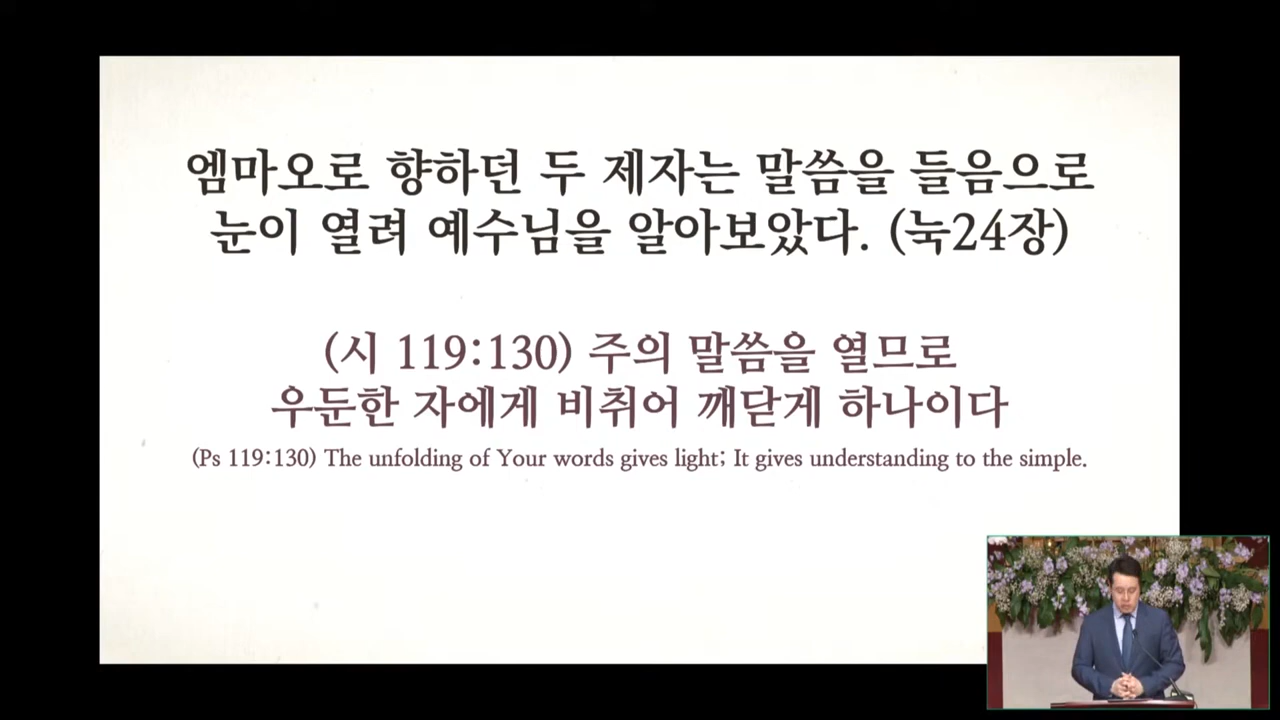 엠마오로 향하던 두 제자는 말씀을 들음으로
눈이 열려 예수님을 알아보았다. (눅24장)
(시 119:130) 주의 말씀을 열므로
우둔한 자에게 비취어 깨닫게 하나이다
(Ps 119:130) The unfolding of Your words gives light; It gives understanding to the simple.